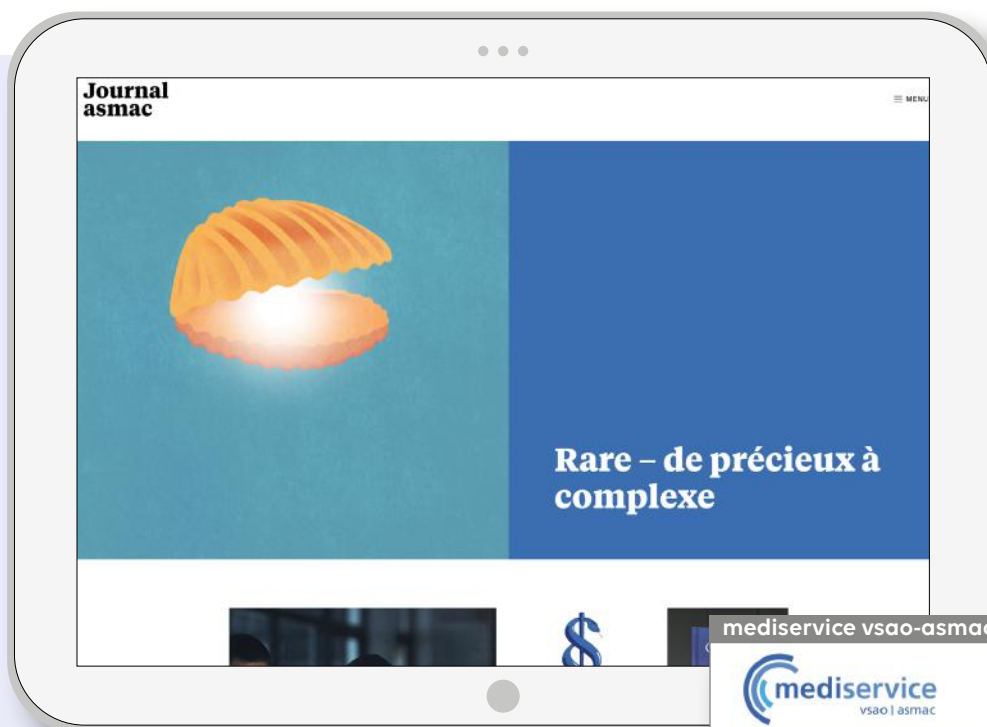 Journal
asmac
MENU
Rare – de précieux à
complexe
mediservice vsao-asmac
mediservice
vsao | asmac